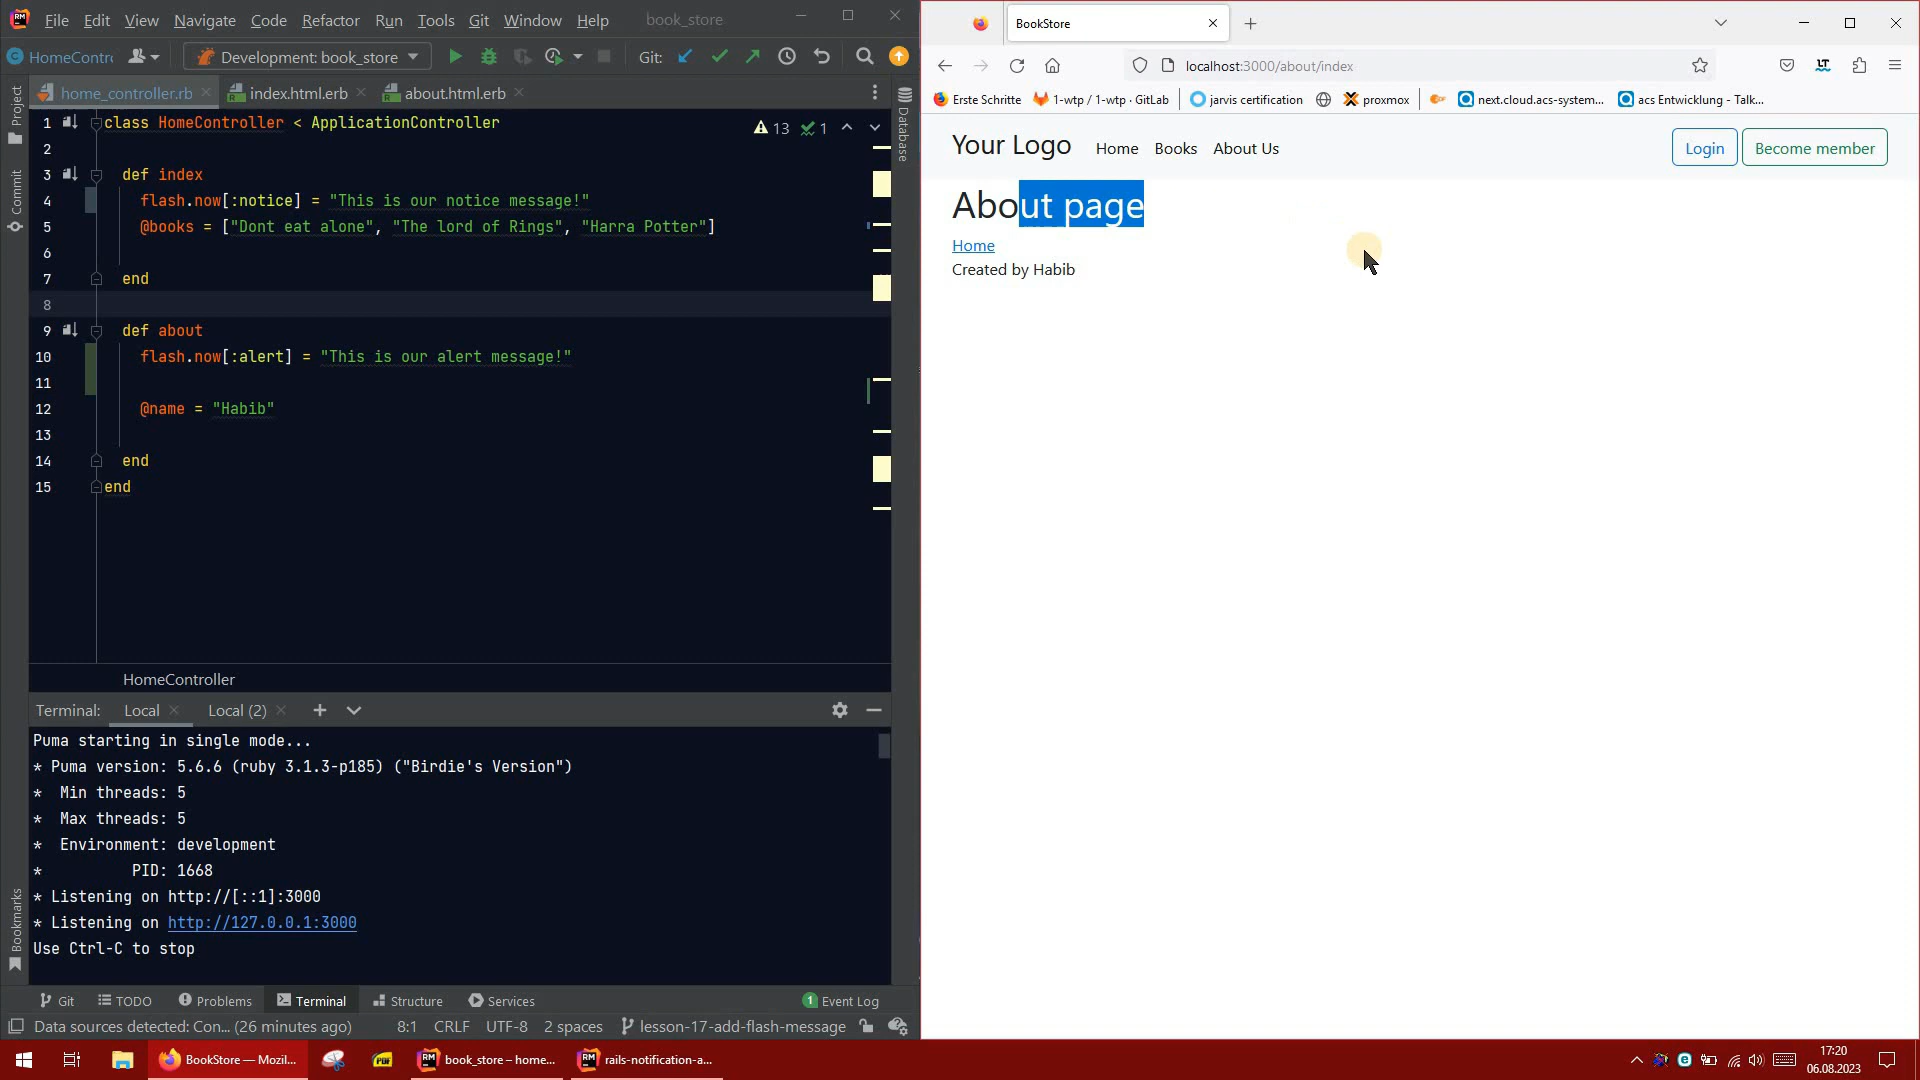 File Edit View Navigate Code Refactor Run Tools Git Window Help book_store
HomeContr Development: book_store Git:
home_controller.rb index.html.erb about.html.erb
Project
Commit
Bookmarks
Database
13 1
1 class HomeController < ApplicationController
2
3 def index
4 flash.now[:notice] = "This is our notice message!"
5 @books = ["Dont eat alone", "The lord of Rings", "Harra Potter"]
6
7 end
8
9 def about
10 flash.now[:alert] = "This is our alert message!"
11
12 @name = "Habib"
13
14 end
15 end
HomeController
Terminal: Local Local (2)
Puma starting in single mode...
* Puma version: 5.6.6 (ruby 3.1.3-p185) ("Birdie's Version")
* Min threads: 5
* Max threads: 5
* Environment: development
* PID: 1668
* Listening on http://[::1]:3000
* Listening on http://127.0.0.1:3000
Use Ctrl-C to stop
Git TODO Problems Terminal Structure Services 1 Event Log
Data sources detected: Con... (26 minutes ago) 8:1 CRLF UTF-8 2 spaces lesson-17-add-flash-message
BookStore
localhost:3000/about/index
Erste Schritte 1-wtp / 1-wtp · GitLab jarvis certification proxmox next.cloud.acs-system... acs Entwicklung - Talk...
Your Logo Home Books About Us Login Become member
About page
Home
Created by Habib
BookStore — Mozil... PDF book_store – home... rails-notification-a...
17:20
06.08.2023